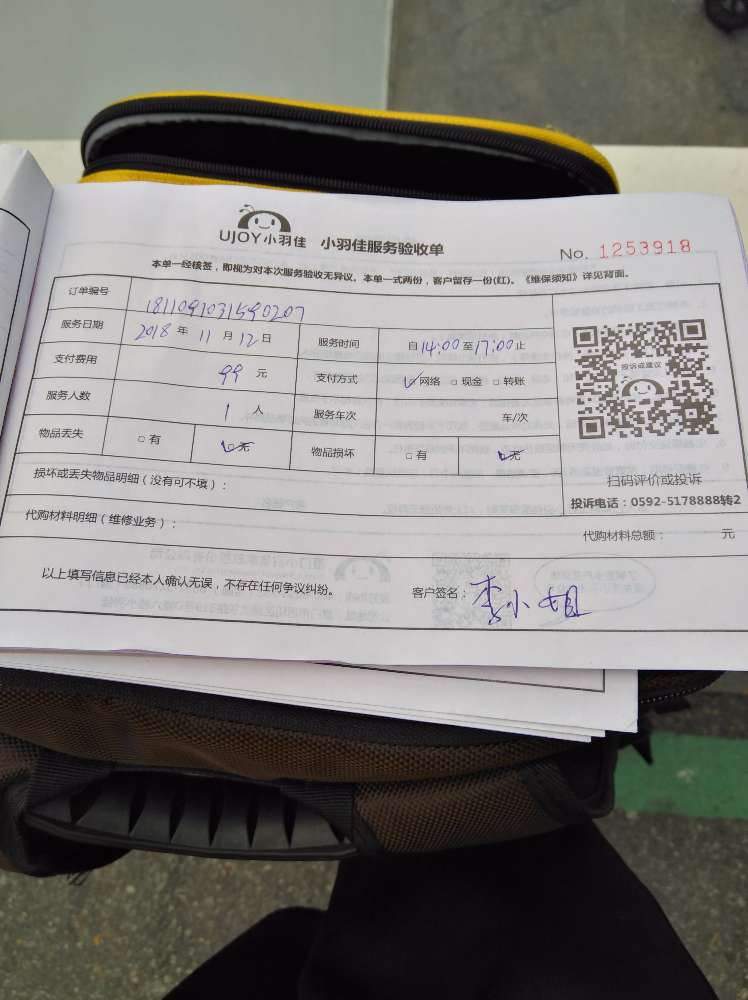 UJOY小羽佳 小羽佳服务验收单
No. 1253918
本单一经核签，即视为对本次服务验收无异议。本单一式两份，客户留存一份(红)。《维保须知》详见背面。
订单编号 1811091031590207
服务日期 2018 年 11 月 12 日 服务时间 自 14:00 至 17:00 止
支付费用 99 元 支付方式 ☑网络 □现金 □转账
服务人数 1 人 服务车次 车/次
物品丢失 □有 ☑无 物品损坏 □有 ☑无
投诉或建议
扫码评价或投诉
投诉电话：0592-5178888转2
损坏或丢失物品明细（没有可不填）：
代购材料明细（维修业务）：
代购材料总额： 元
以上填写信息已经本人确认无误，不存在任何争议纠纷。 客户签名：李小姐